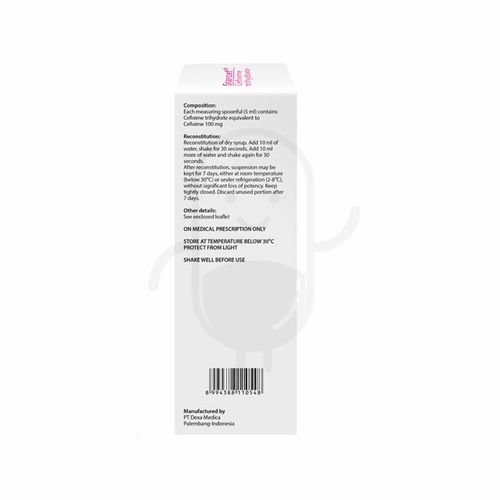 Starcef®
Cefixime
trihydrate
Composition:
Each measuring spoonful (5 ml) contains
Cefixime trihydrate equivalent to
Cefixime 100 mg
Reconstitution:
Reconstitution of dry syrup. Add 10 ml of
water, shake for 30 seconds. Add 10 ml
more of water and shake again for 30
seconds.
After reconstitution, suspension may be
kept for 7 days, either at room temperature
(below 30°C) or under refrigeration (2-8°C),
without significant loss of potency. Keep
tightly closed. Discard unused portion after
7 days.
Other details:
See enclosed leaflet
ON MEDICAL PRESCRIPTION ONLY
STORE AT TEMPERATURE BELOW 30°C
PROTECT FROM LIGHT
SHAKE WELL BEFORE USE
8 994388 110548
Manufactured by
PT Dexa Medica
Palembang-Indonesia